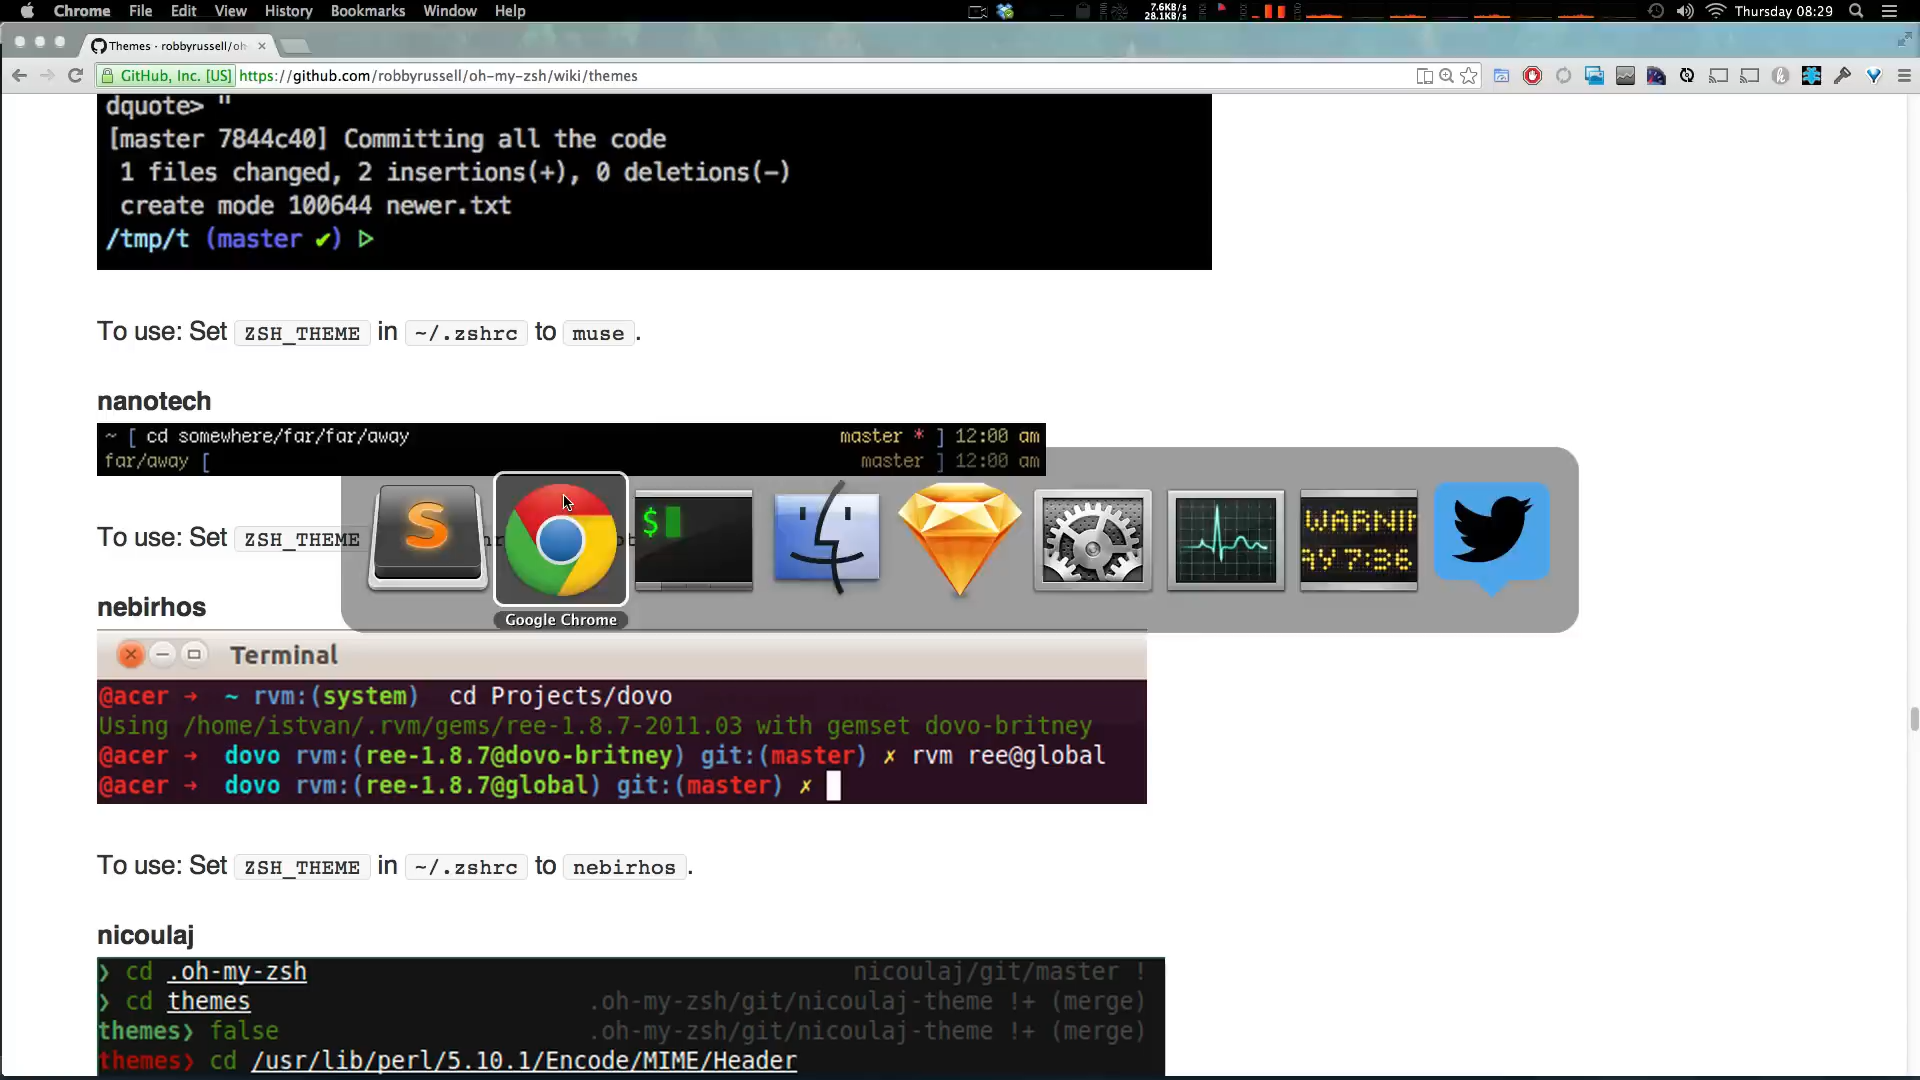 Chrome File Edit View History Bookmarks Window Help 7.6KB/s 28.1KB/s Thursday 08:29
Themes · robbyrussell/oh
GitHub, Inc. [US] https://github.com/robbyrussell/oh-my-zsh/wiki/themes
dquote> "
[master 7844c40] Committing all the code
1 files changed, 2 insertions(+), 0 deletions(-)
create mode 100644 newer.txt
/tmp/t (master ✔) ▷
To use: Set ZSH_THEME in ~/.zshrc to muse.
nanotech
~ [ cd somewhere/far/far/away master * ] 12:00 am
far/away [ master ] 12:00 am
S
$
WARNIN
AY 7:36
To use: Set ZSH_THEME
Google Chrome
nebirhos
Terminal
@acer → ~ rvm:(system) cd Projects/dovo
Using /home/istvan/.rvm/gems/ree-1.8.7-2011.03 with gemset dovo-britney
@acer → dovo rvm:(ree-1.8.7@dovo-britney) git:(master) ✗ rvm ree@global
@acer → dovo rvm:(ree-1.8.7@global) git:(master) ✗
To use: Set ZSH_THEME in ~/.zshrc to nebirhos.
nicoulaj
❯ cd .oh-my-zsh nicoulaj/git/master !
❯ cd themes .oh-my-zsh/git/nicoulaj-theme !+ (merge)
themes❯ false .oh-my-zsh/git/nicoulaj-theme !+ (merge)
themes❯ cd /usr/lib/perl/5.10.1/Encode/MIME/Header